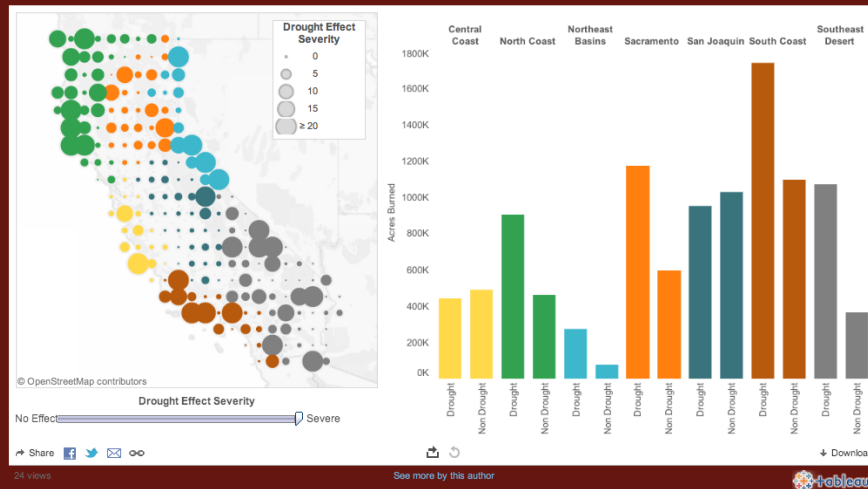 Drought Effect
Severity
0
5
10
15
≥ 20
© OpenStreetMap contributors
Drought Effect Severity
No Effect
Severe
Central
Coast
North Coast
Northeast
Basins
Sacramento
San Joaquin
South Coast
Southeast
Desert
1800K
1600K
1400K
1200K
1000K
800K
600K
400K
200K
0K
Acres Burned
Drought
Non Drought
Drought
Non Drought
Drought
Non Drought
Drought
Non Drought
Drought
Non Drought
Drought
Non Drought
Drought
Non Drought
Share
Downloa
24 views
See more by this author
+ableau